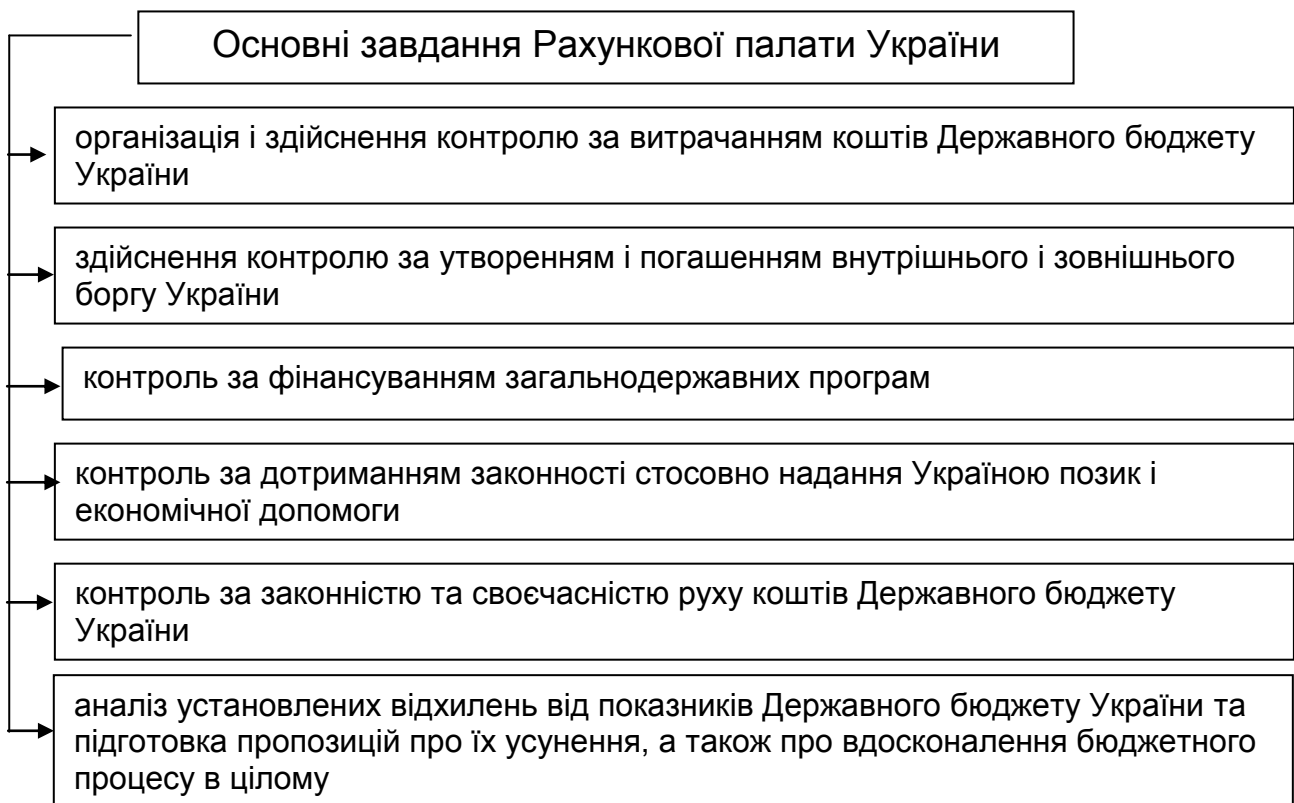 Основні завдання Рахункової палати України
організація і здійснення контролю за витрачанням коштів Державного бюджету
України
здійснення контролю за утворенням і погашенням внутрішнього і зовнішнього
боргу України
контроль за фінансуванням загальнодержавних програм
контроль за дотриманням законності стосовно надання Україною позик і
економічної допомоги
контроль за законністю та своєчасністю руху коштів Державного бюджету
України
аналіз установлених відхилень від показників Державного бюджету України та
підготовка пропозицій про їх усунення, а також про вдосконалення бюджетного
процесу в цілому